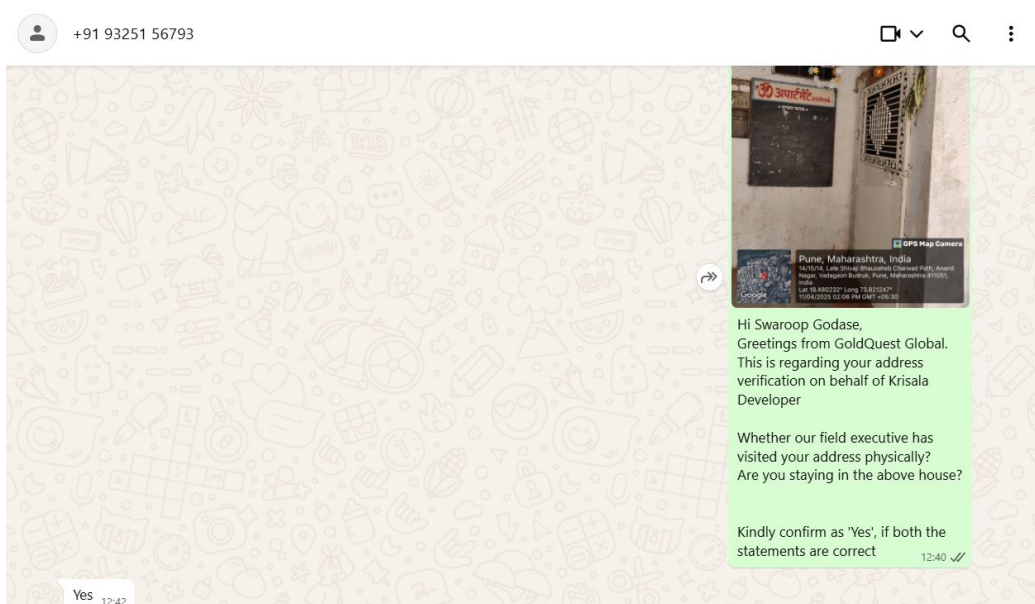 +91 93251 56793
ॐ अपार्टमेंट
GPS Map Camera
Pune, Maharashtra, India
14/15/14, Late Shivaji Bhausaheb Charwad Path, Anand
Nagar, Vadagaon Budruk, Pune, Maharashtra 411051,
India
Lat 18.480232° Long 73.821247°
11/04/2025 02:06 PM GMT +05:30
Google
Hi Swaroop Godase,
Greetings from GoldQuest Global.
This is regarding your address
verification on behalf of Krisala
Developer
Whether our field executive has
visited your address physically?
Are you staying in the above house?
Kindly confirm as 'Yes', if both the
statements are correct
12:40
Yes 12:42